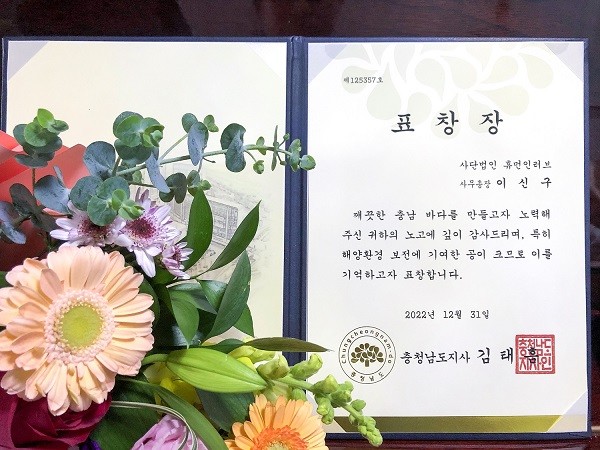 제125357호
표 창 장
사단법인 휴먼인러브
사무총장 이 신 구
깨끗한 충남 바다를 만들고자 노력해
주신 귀하의 노고에 깊이 감사드리며, 특히
해양환경 보전에 기여한 공이 크므로 이를
기억하고자 표창합니다.
2022년 12월 31일
Chungcheongnam-do
충청남도
충청남도지사 김 태 흠